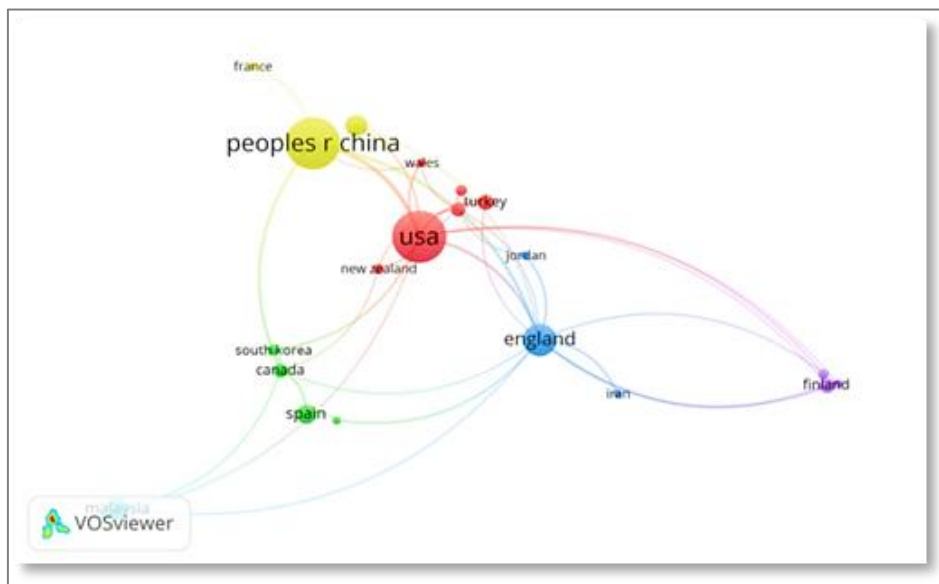 france
peoples r china
wales
turkey
usa
jordan
new zealand
england
south korea
canada
finland
iran
spain
malaysia
VOSviewer